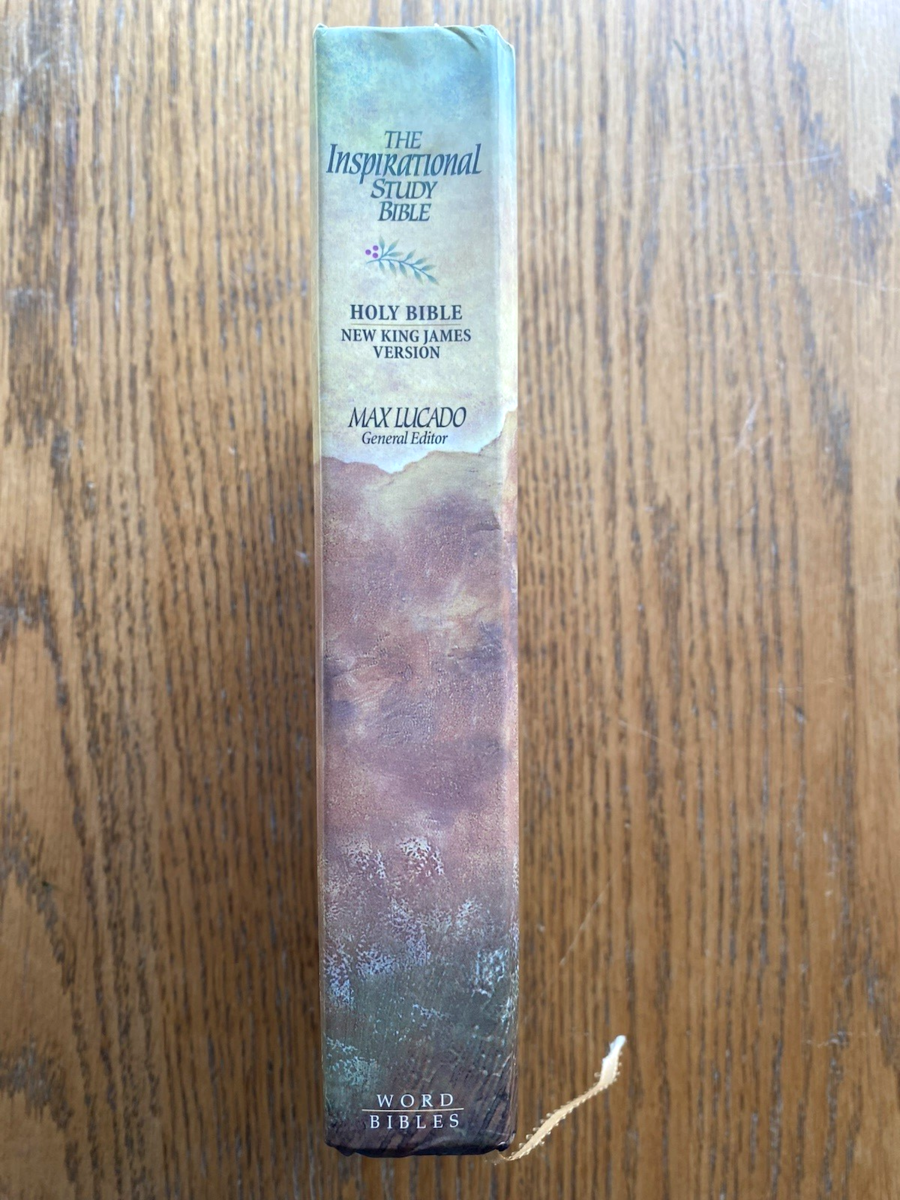 THE
Inspirational
STUDY
BIBLE
HOLY BIBLE
NEW KING JAMES
VERSION
MAX LUCADO
General Editor
WORD
BIBLES